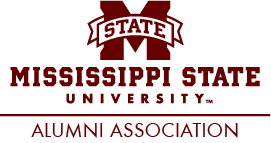 M STATE
MISSISSIPPI STATE
UNIVERSITY™
ALUMNI ASSOCIATION